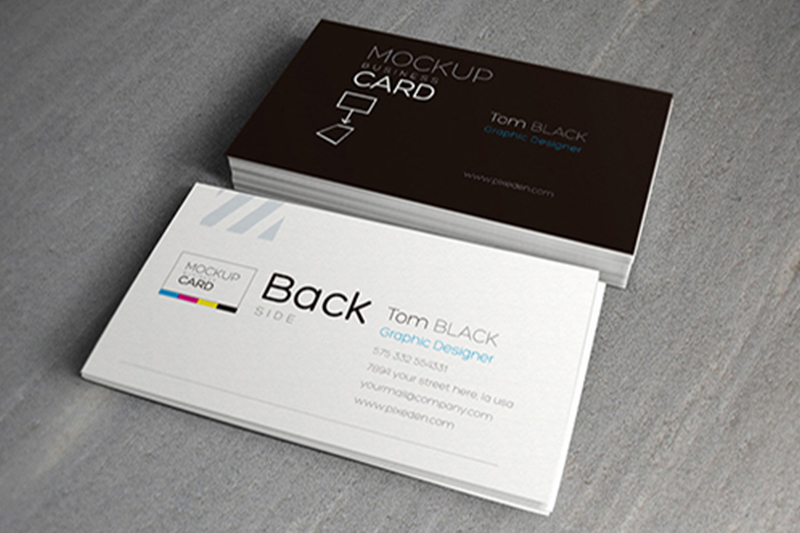 MOCKUP
BUSINESS
CARD
Tom BLACK
Graphic Designer
www.pixeden.com
MOCKUP
BUSINESS
CARD
Back
SIDE
Tom BLACK
Graphic Designer
575 332 554331
7894 your street here, la usa
yourmail@company.com
www.pixeden.com